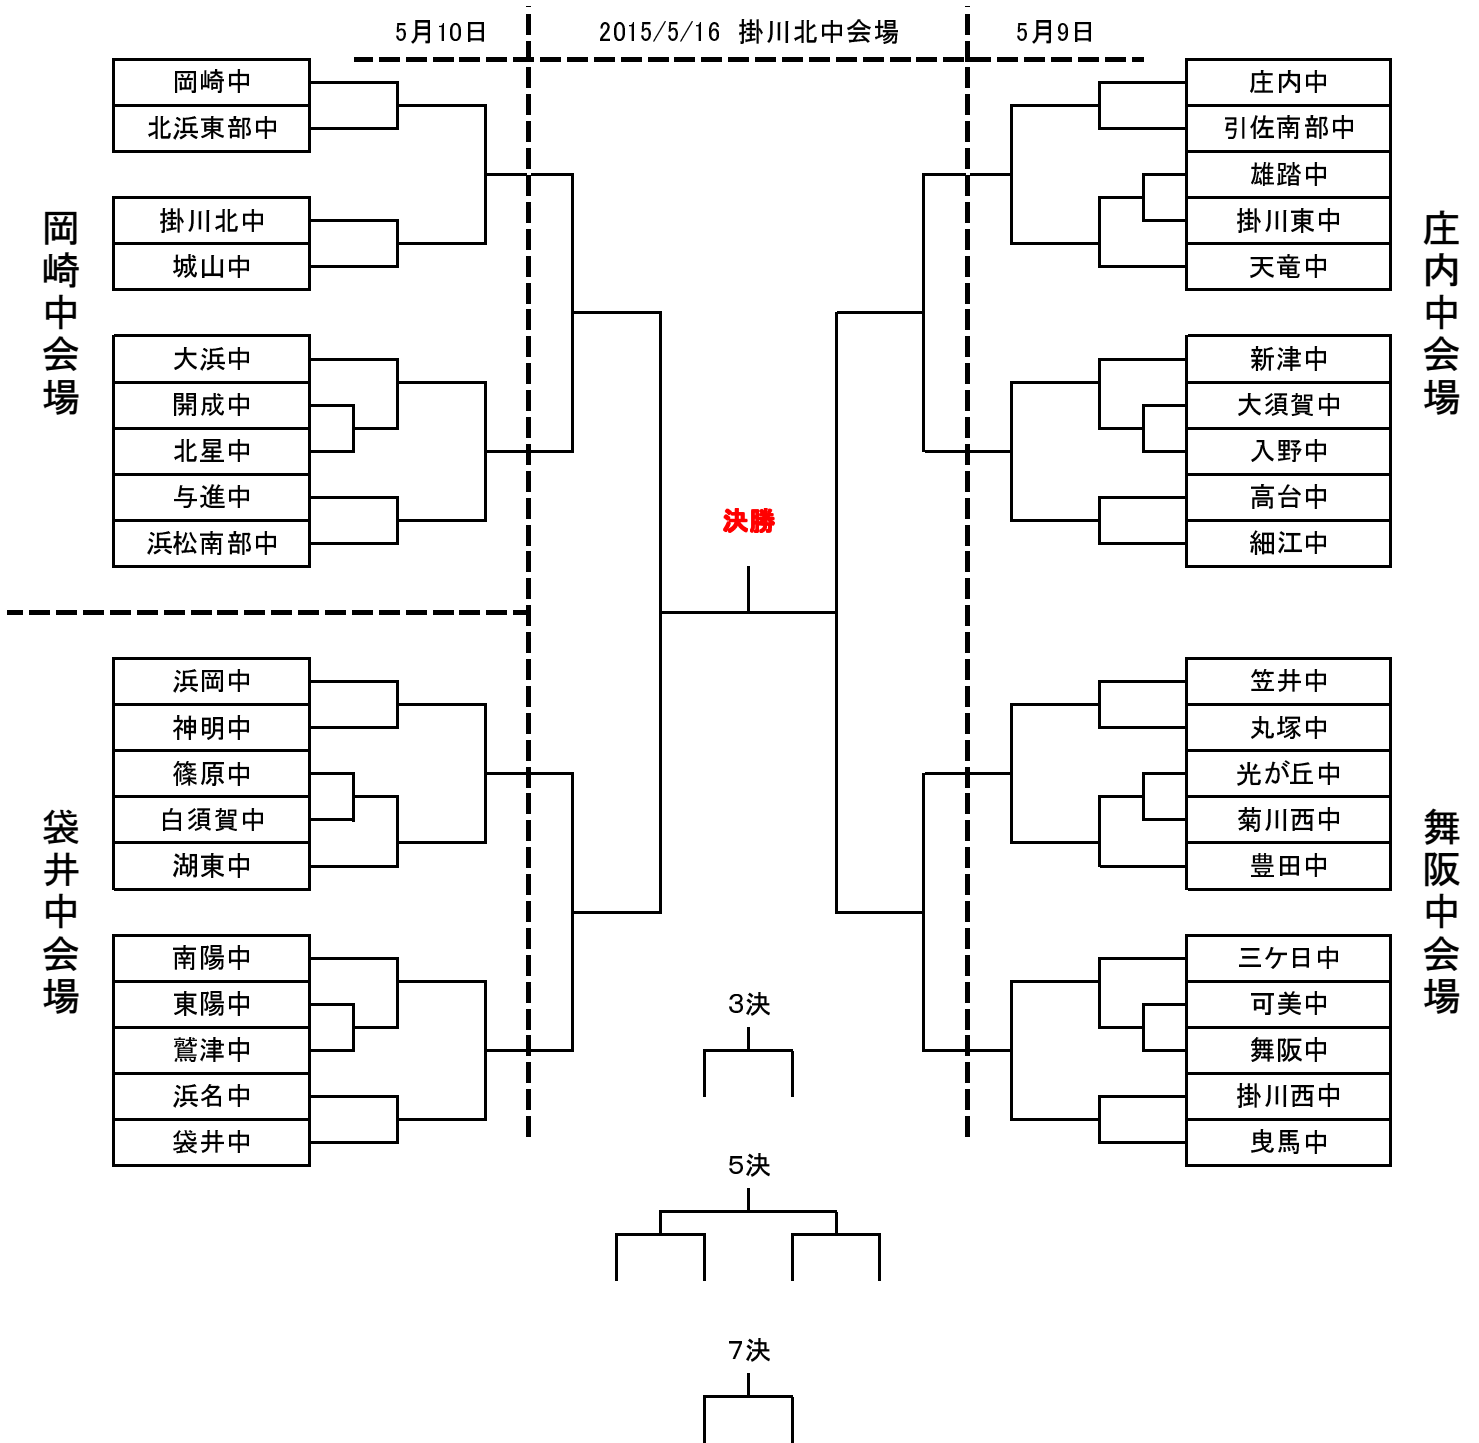 5月10日
2015/5/16 掛川北中会場
5月9日
岡崎中会場
岡崎中
北浜東部中
掛川北中
城山中
大浜中
開成中
北星中
与進中
浜松南部中
袋井中会場
浜岡中
神明中
篠原中
白須賀中
湖東中
南陽中
東陽中
鷲津中
浜名中
袋井中
決勝
3決
5決
7決
庄内中
引佐南部中
雄踏中
掛川東中
天竜中
新津中
大須賀中
入野中
高台中
細江中
庄内中会場
笠井中
丸塚中
光が丘中
菊川西中
豊田中
三ケ日中
可美中
舞阪中
掛川西中
曳馬中
舞阪中会場